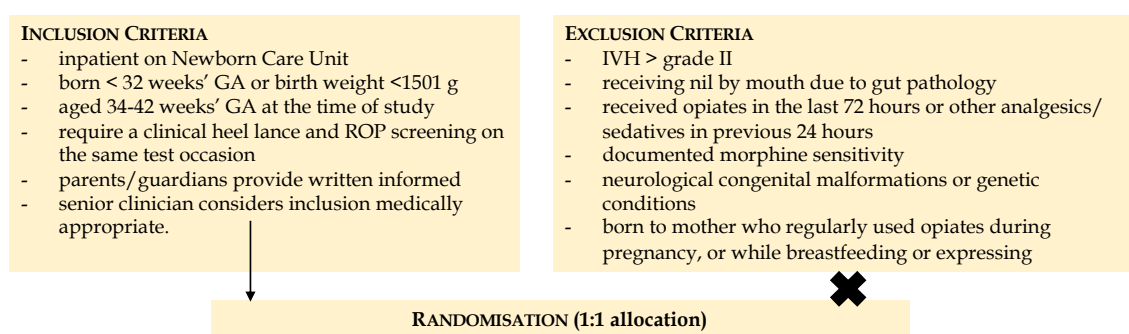 INCLUSION CRITERIA
- inpatient on Newborn Care Unit
- born < 32 weeks’ GA or birth weight <1501 g
- aged 34-42 weeks’ GA at the time of study
- require a clinical heel lance and ROP screening on
the same test occasion
- parents/guardians provide written informed
- senior clinician considers inclusion medically
appropriate.
EXCLUSION CRITERIA
- IVH > grade II
- receiving nil by mouth due to gut pathology
- received opiates in the last 72 hours or other analgesics/
sedatives in previous 24 hours
- documented morphine sensitivity
- neurological congenital malformations or genetic
conditions
- born to mother who regularly used opiates during
pregnancy, or while breastfeeding or expressing
RANDOMISATION (1:1 allocation)